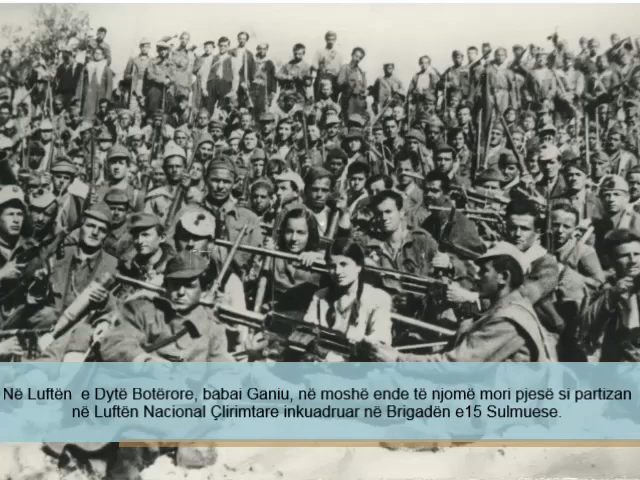 Në Luftën  e Dytë Botërore, babai Ganiu, në moshë ende të njomë mori pjesë si partizan
në Luftën Nacional Çlirimtare inkuadruar në Brigadën e15 Sulmuese.